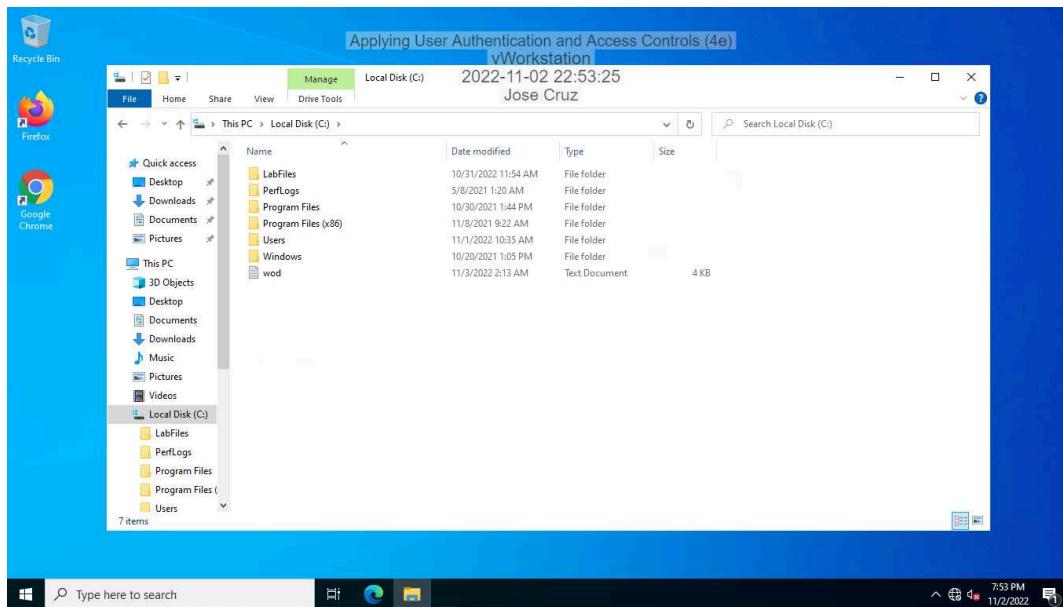 Recycle Bin
Firefox
Google
Chrome
Applying User Authentication and Access Controls (4e)
vWorkstation
2022-11-02 22:53:25
Jose Cruz
Manage
Local Disk (C:)
File
Home
Share
View
Drive Tools
This PC
Local Disk (C:)
Search Local Disk (C:)
Quick access
Desktop
Downloads
Documents
Pictures
This PC
3D Objects
Desktop
Documents
Downloads
Music
Pictures
Videos
Local Disk (C:)
LabFiles
PerfLogs
Program Files
Program Files (
Users
Name Date modified Type Size
LabFiles 10/31/2022 11:54 AM File folder
PerfLogs 5/8/2021 1:20 AM File folder
Program Files 10/30/2021 1:44 PM File folder
Program Files (x86) 11/8/2021 9:22 AM File folder
Users 11/1/2022 10:35 AM File folder
Windows 10/20/2021 1:05 PM File folder
wod 11/3/2022 2:13 AM Text Document 4 KB
7 items
Type here to search
7:53 PM
11/2/2022